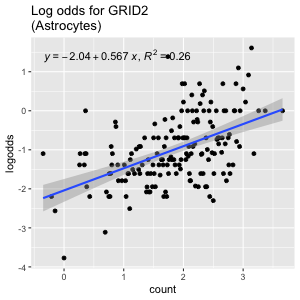 Log odds for GRID2
(Astrocytes)
y = −2.04 + 0.567 x, R² = 0.26
1
0
-1
-2
-3
-4
logodds
0
1
2
3
count